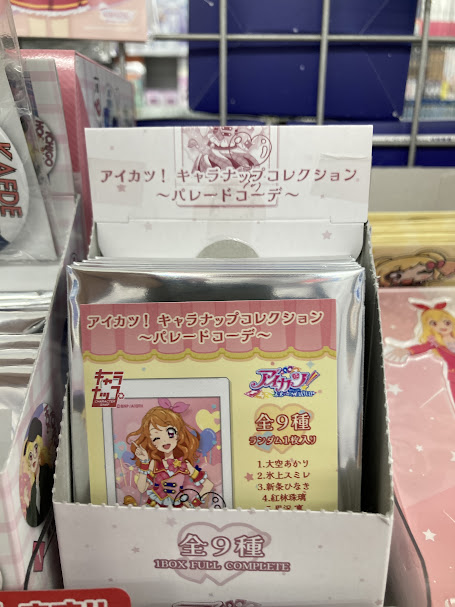 アイカツ! キャラナップコレクション
~パレードコーデ~
KAEDE
アイカツ! キャラナップコレクション
~パレードコーデ~
キャラ
ナップ
アイカツ!
全9種
ランダム1枚入り
1.大空あかり
2.氷上スミレ
3.新条ひなき
4.紅林珠璃
全9種
1BOX FULL COMPLETE